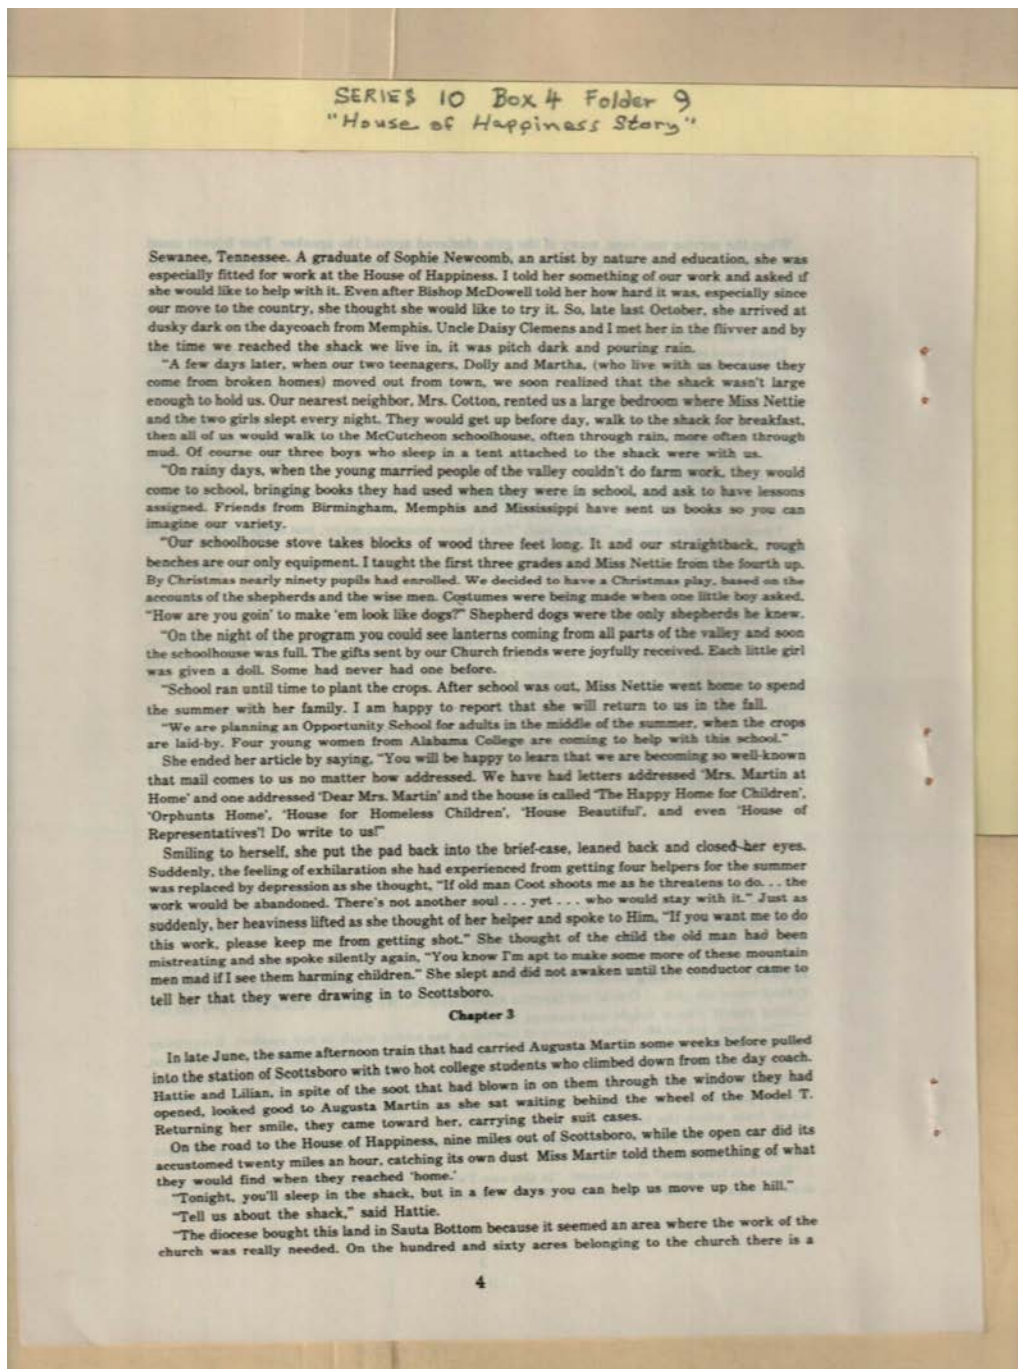 SERIES 10 Box 4 Folder 9
"House of Happiness Story"
Sewanee, Tennessee. A graduate of Sophie Newcomb, an artist by nature and education, she was
especially fitted for work at the House of Happiness. I told her something of our work and asked if
she would like to help with it. Even after Bishop McDowell told her how hard it was, especially since
our move to the country, she thought she would like to try it. So, late last October, she arrived at
dusky dark on the daycoach from Memphis. Uncle Daisy Clemens and I met her in the flivver and by
the time we reached the shack we live in, it was pitch dark and pouring rain.
"A few days later, when our two teenagers, Dolly and Martha, (who live with us because they
come from broken homes) moved out from town, we soon realized that the shack wasn't large
enough to hold us. Our nearest neighbor, Mrs. Cotton, rented us a large bedroom where Miss Nettie
and the two girls slept every night. They would get up before day, walk to the shack for breakfast,
then all of us would walk to the McCutcheon schoolhouse, often through rain, more often through
mud. Of course our three boys who sleep in a tent attached to the shack were with us.
"On rainy days, when the young married people of the valley couldn't do farm work, they would
come to school, bringing books they had used when they were in school, and ask to have lessons
assigned. Friends from Birmingham, Memphis and Mississippi have sent us books so you can
imagine our variety.
"Our schoolhouse stove takes blocks of wood three feet long. It and our straightback, rough
benches are our only equipment. I taught the first three grades and Miss Nettie from the fourth up.
By Christmas nearly ninety pupils had enrolled. We decided to have a Christmas play, based on the
accounts of the shepherds and the wise men. Costumes were being made when one little boy asked,
"How are you goin' to make 'em look like dogs?" Shepherd dogs were the only shepherds he knew.
"On the night of the program you could see lanterns coming from all parts of the valley and soon
the schoolhouse was full. The gifts sent by our Church friends were joyfully received. Each little girl
was given a doll. Some had never had one before.
"School ran until time to plant the crops. After school was out, Miss Nettie went home to spend
the summer with her family. I am happy to report that she will return to us in the fall.
"We are planning an Opportunity School for adults in the middle of the summer, when the crops
are laid-by. Four young women from Alabama College are coming to help with this school."
She ended her article by saying, "You will be happy to learn that we are becoming so well-known
that mail comes to us no matter how addressed. We have had letters addressed 'Mrs. Martin at
Home' and one addressed 'Dear Mrs. Martin' and the house is called 'The Happy Home for Children',
'Orphunts Home', 'House for Homeless Children', 'House Beautiful', and even 'House of
Representatives'! Do write to us!"
Smiling to herself, she put the pad back into the brief-case, leaned back and closed her eyes.
Suddenly, the feeling of exhilaration she had experienced from getting four helpers for the summer
was replaced by depression as she thought, "If old man Coot shoots me as he threatens to do. . . the
work would be abandoned. There's not another soul . . . yet . . . who would stay with it." Just as
suddenly, her heaviness lifted as she thought of her helper and spoke to Him, "If you want me to do
this work, please keep me from getting shot." She thought of the child the old man had been
mistreating and she spoke silently again, "You know I'm apt to make some more of these mountain
men mad if I see them harming children." She slept and did not awaken until the conductor came to
tell her that they were drawing in to Scottsboro.
Chapter 3
In late June, the same afternoon train that had carried Augusta Martin some weeks before pulled
into the station of Scottsboro with two hot college students who climbed down from the day coach.
Hattie and Lilian, in spite of the soot that had blown in on them through the window they had
opened, looked good to Augusta Martin as she sat waiting behind the wheel of the Model T.
Returning her smile, they came toward her, carrying their suit cases.
On the road to the House of Happiness, nine miles out of Scottsboro, while the open car did its
accustomed twenty miles an hour, catching its own dust Miss Martin told them something of what
they would find when they reached 'home.'
"Tonight, you'll sleep in the shack, but in a few days you can help us move up the hill."
"Tell us about the shack," said Hattie.
"The diocese bought this land in Sauta Bottom because it seemed an area where the work of the
church was really needed. On the hundred and sixty acres belonging to the church there is a
4